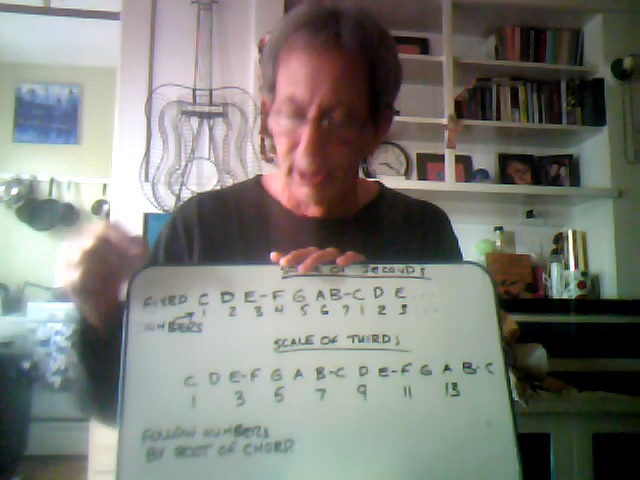 SCALE OF SECONDS
FIXED C D E-F G A B-C D E ....
NUMBERS → 1 2 3 4 5 6 7 1 2 3 ...
SCALE OF THIRDS
C D E-F G A B-C D E-F G A B-C
1 3 5 7 9 11 13
FOLLOW NUMBERS
BY ROOT OF CHORD